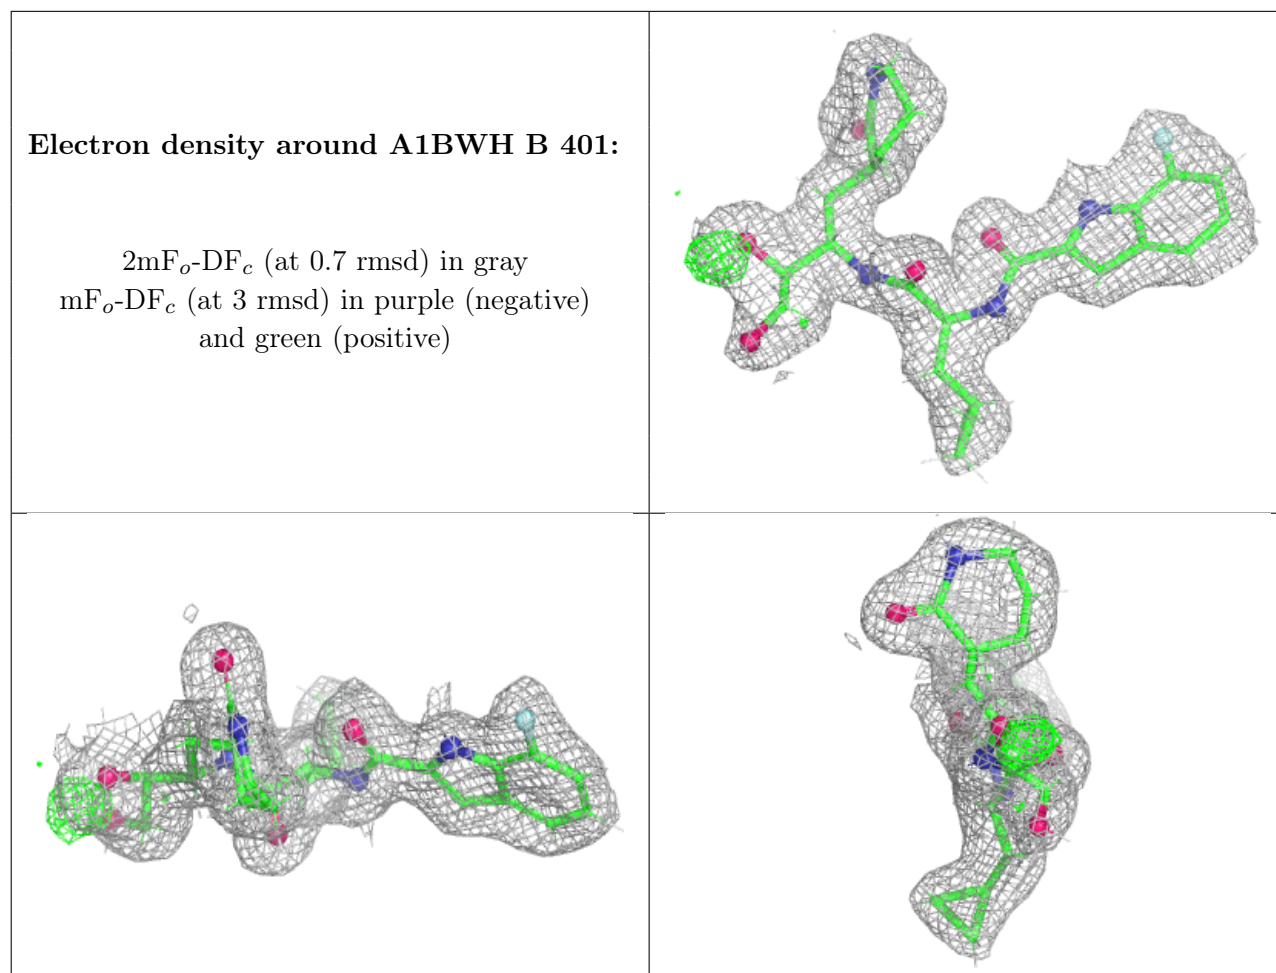 Electron density around A1BWH B 401:
2mFo-DFc (at 0.7 rmsd) in gray
mFo-DFc (at 3 rmsd) in purple (negative)
and green (positive)